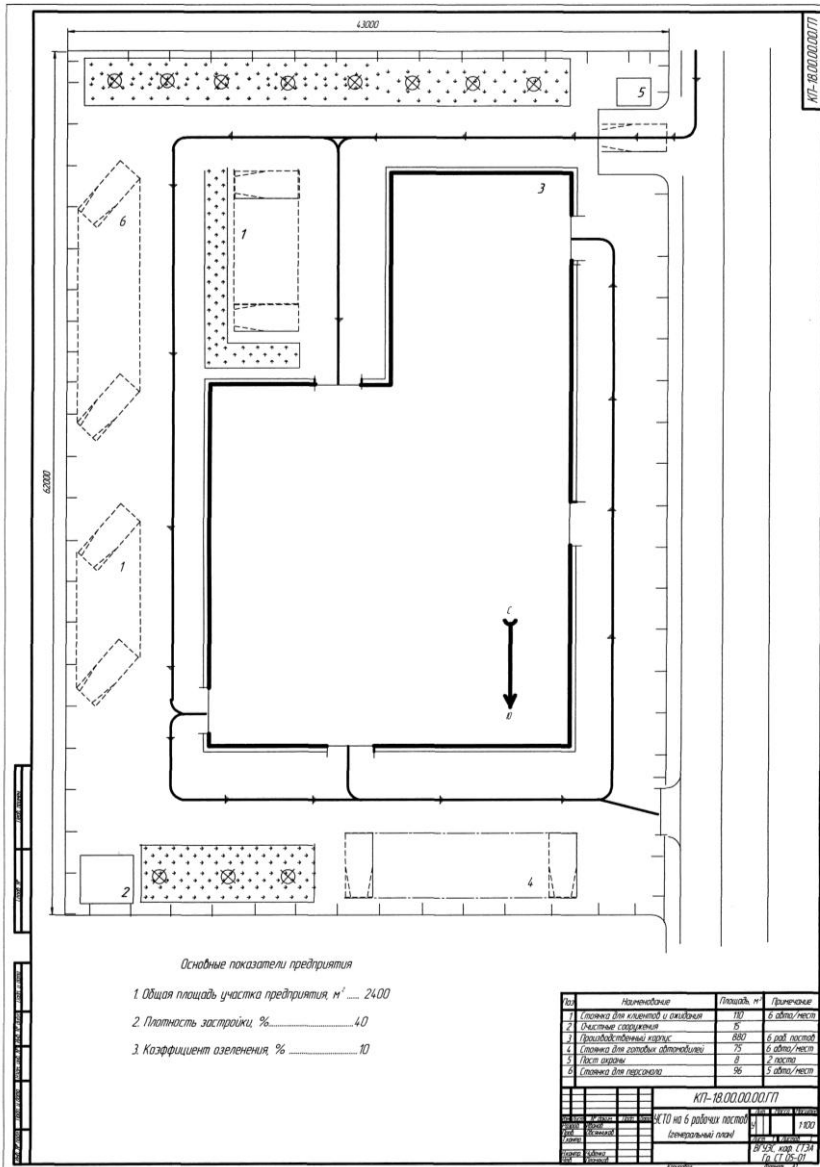 КП-18.00.00.00.ГП
43000
62000
5
3
6
1
1
С
Ю
2
4
Основные показатели предприятия
1. Общая площадь участка предприятия, м² ..... 2400
2. Плотность застройки, %......................40
3. Коэффициент озеленения, % ................10
Поз Наименование Площадь, м² Примечание
1 Стоянка для клиентов и ожидания 110 6 авто/мест
2 Очистные сооружения 15
3 Производственный корпус 880 6 раб. постов
4 Стоянка для готовых автомобилей 75 6 авто/мест
5 Пост охраны 8 2 поста
6 Стоянка для персонала 96 5 авто/мест
КП-18.00.00.00.ГП
УСТО на 6 рабочих постов
(генеральный план)
У 1:100
ВГУЭС, каф. СТЭА
Гр. СТ 05-01